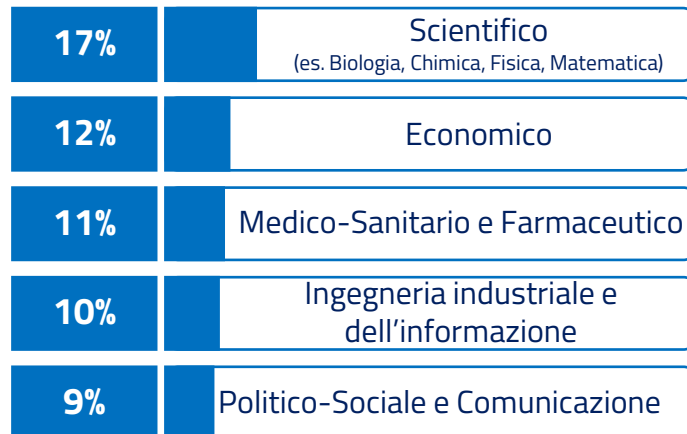 17%
Scientifico
(es. Biologia, Chimica, Fisica, Matematica)
12%
Economico
11%
Medico-Sanitario e Farmaceutico
10%
Ingegneria industriale e
dell’informazione
9%
Politico-Sociale e Comunicazione